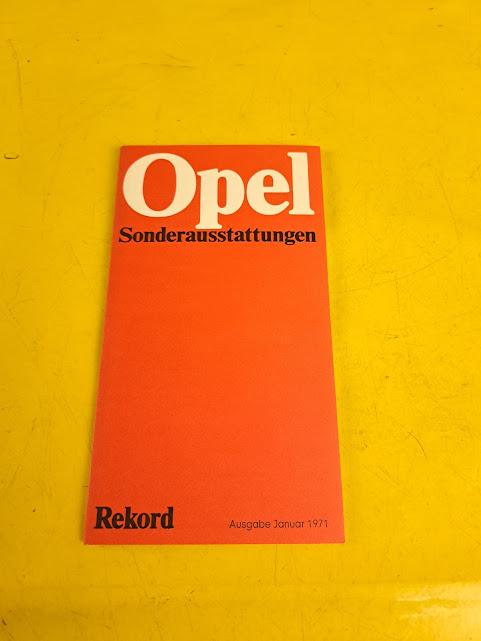 Opel
Sonderausstattungen
Rekord
Ausgabe Januar 1971